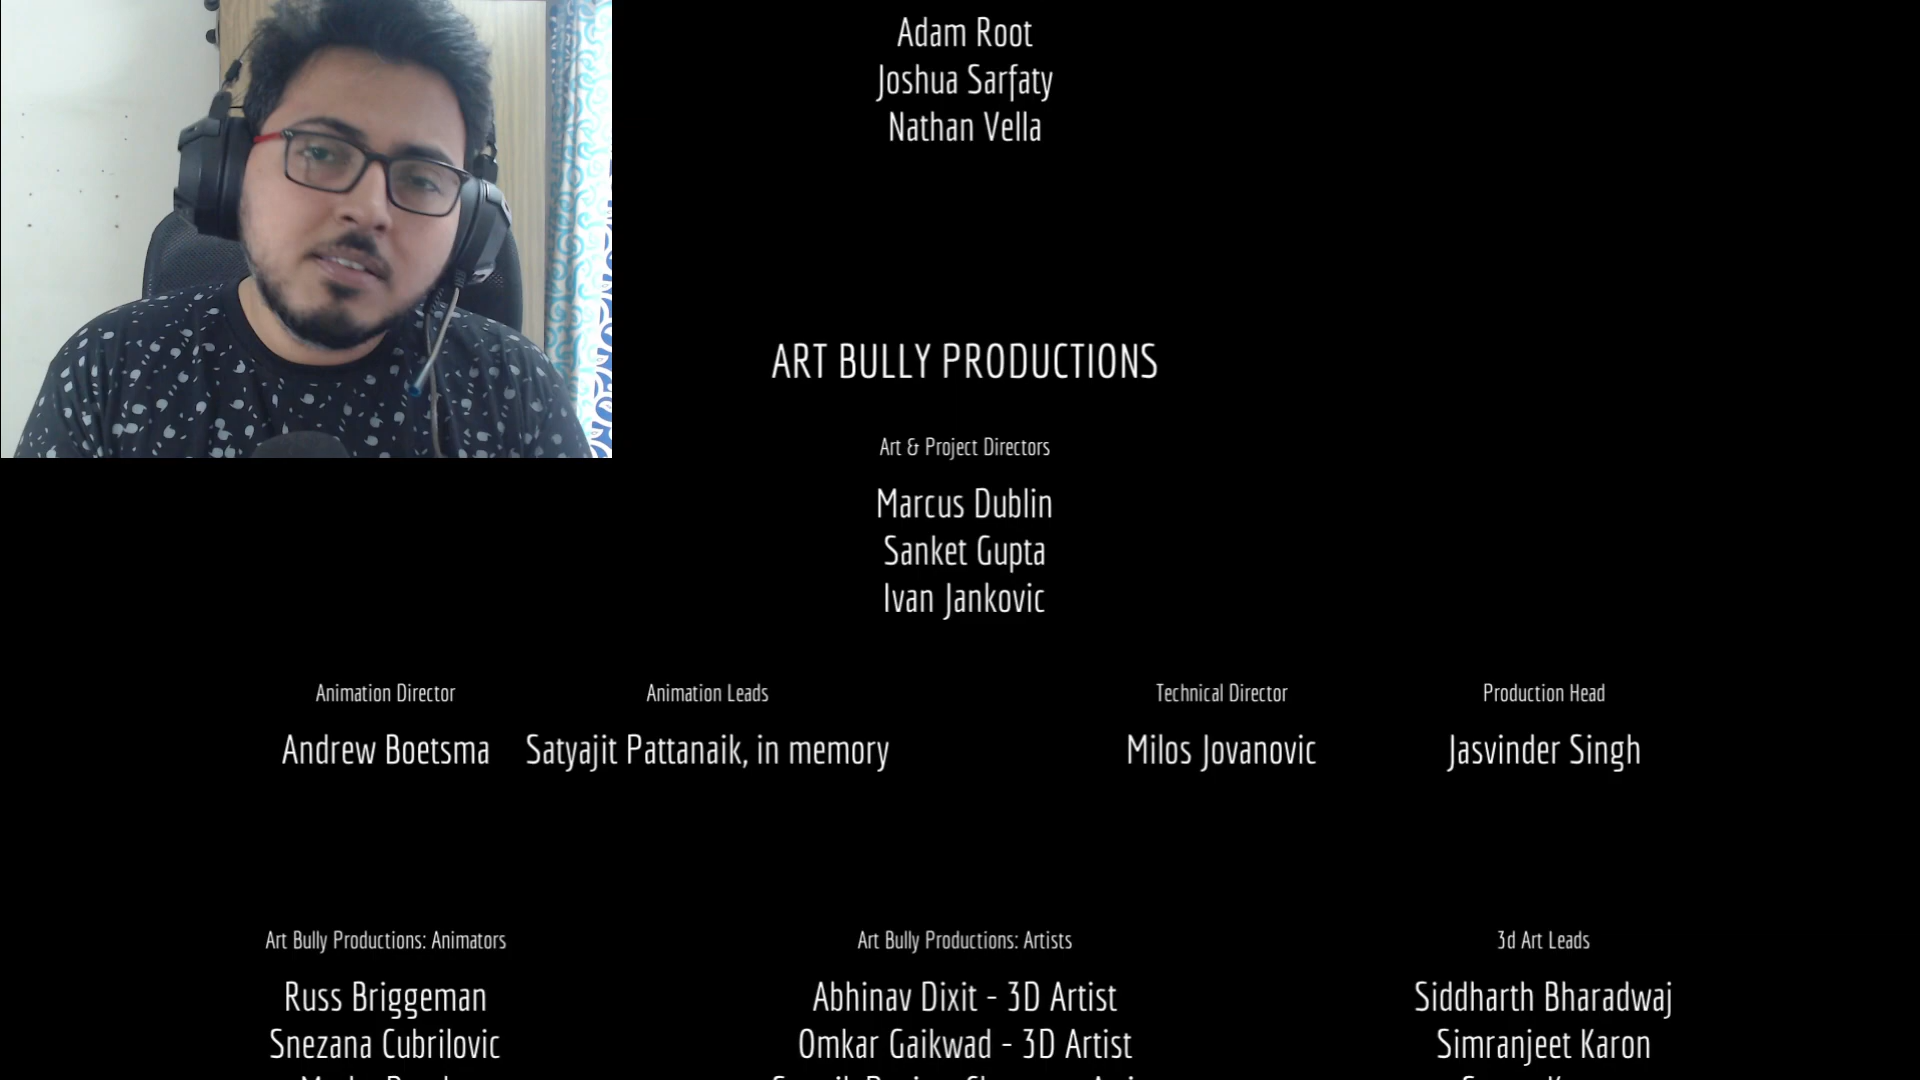 Adam Root
Joshua Sarfaty
Nathan Vella
ART BULLY PRODUCTIONS
Art & Project Directors
Marcus Dublin
Sanket Gupta
Ivan Jankovic
Animation Director
Andrew Boetsma
Animation Leads
Satyajit Pattanaik, in memory
Technical Director
Milos Jovanovic
Production Head
Jasvinder Singh
Art Bully Productions: Animators
Russ Briggeman
Snezana Cubrilovic
Art Bully Productions: Artists
Abhinav Dixit - 3D Artist
Omkar Gaikwad - 3D Artist
3d Art Leads
Siddharth Bharadwaj
Simranjeet Karon